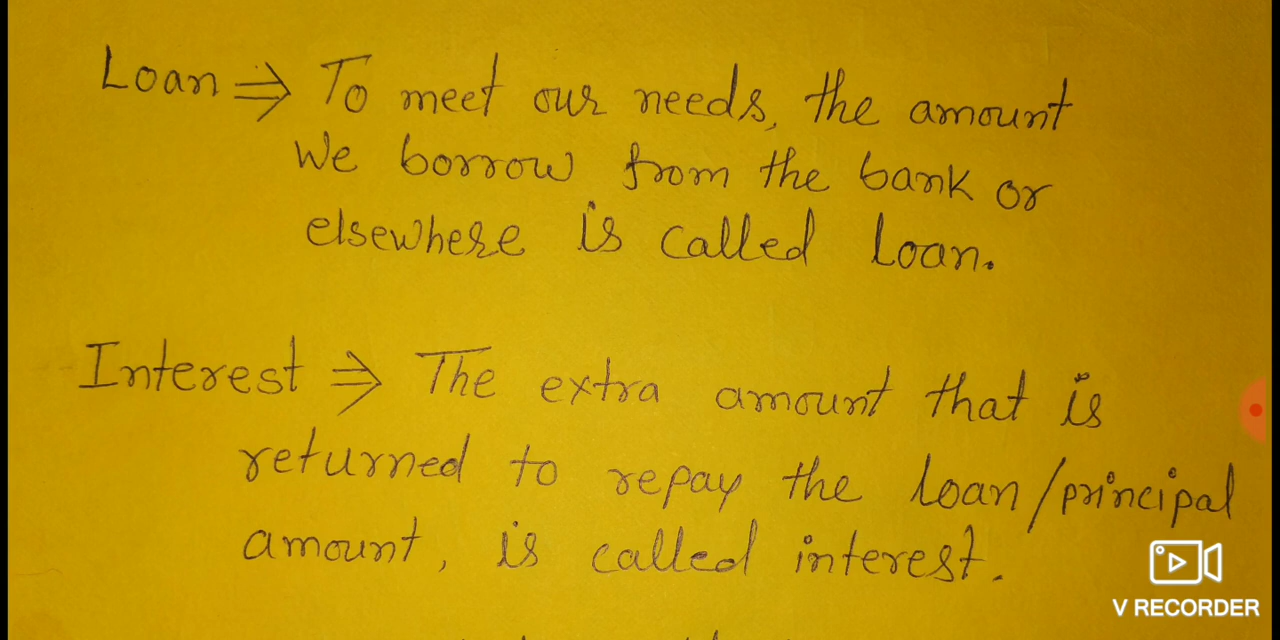 Loan ⇒ To meet our needs, the amount
We borrow from the bank or
elsewhere is called Loan.
Interest ⇒ The extra amount that is
returned to repay the loan/principal
amount, is called interest.
V RECORDER